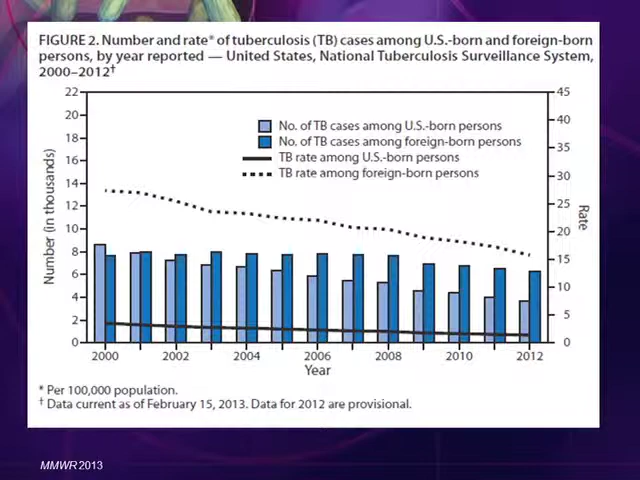 FIGURE 2. Number and rate* of tuberculosis (TB) cases among U.S.-born and foreign-born
persons, by year reported — United States, National Tuberculosis Surveillance System,
2000–2012†
22
20
18
16
14
12
10
8
6
4
2
0
Number (in thousands)
No. of TB cases among U.S.-born persons
No. of TB cases among foreign-born persons
TB rate among U.S.-born persons
TB rate among foreign-born persons
45
40
35
30
25
20
15
10
5
0
Rate
2000 2002 2004 2006 2008 2010 2012
Year
* Per 100,000 population.
† Data current as of February 15, 2013. Data for 2012 are provisional.
MMWR 2013